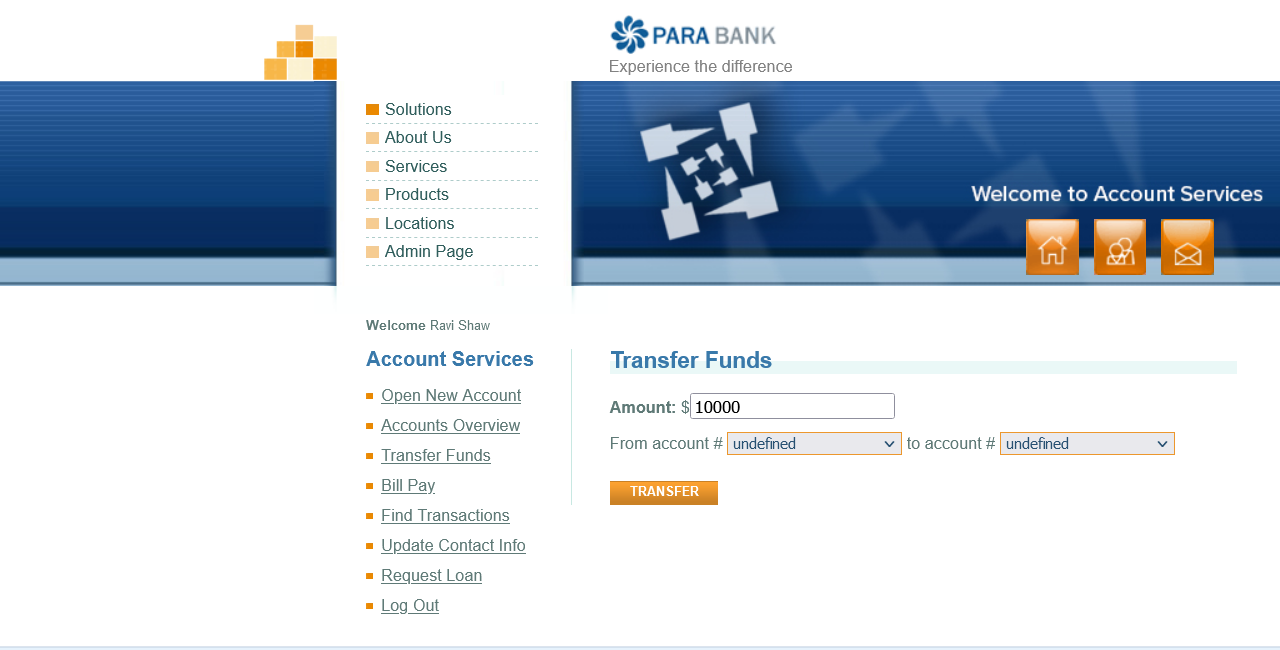 PARA BANK
Experience the difference
Solutions
About Us
Services
Products
Locations
Admin Page
Welcome to Account Services
Welcome Ravi Shaw
Account Services
Open New Account
Accounts Overview
Transfer Funds
Bill Pay
Find Transactions
Update Contact Info
Request Loan
Log Out
Transfer Funds
Amount: $10000
From account # undefined to account # undefined
TRANSFER